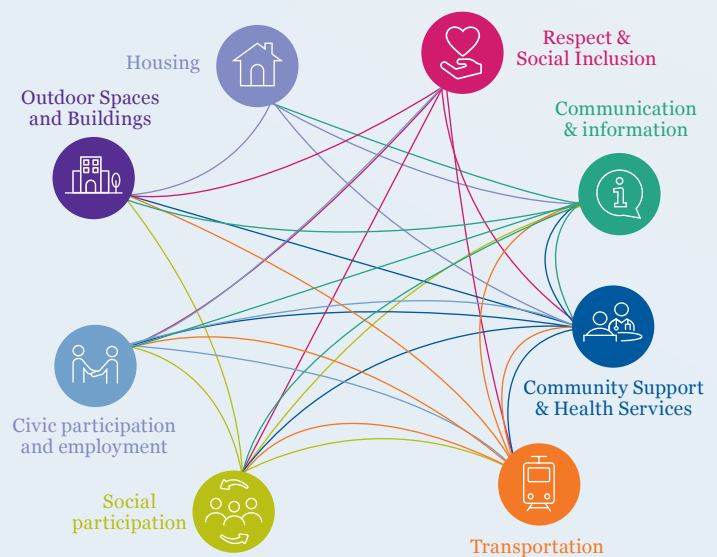 Housing
Respect &
Social Inclusion
Outdoor Spaces
and Buildings
Communication
& information
i
Community Support
& Health Services
Civic participation
and employment
Social
participation
Transportation